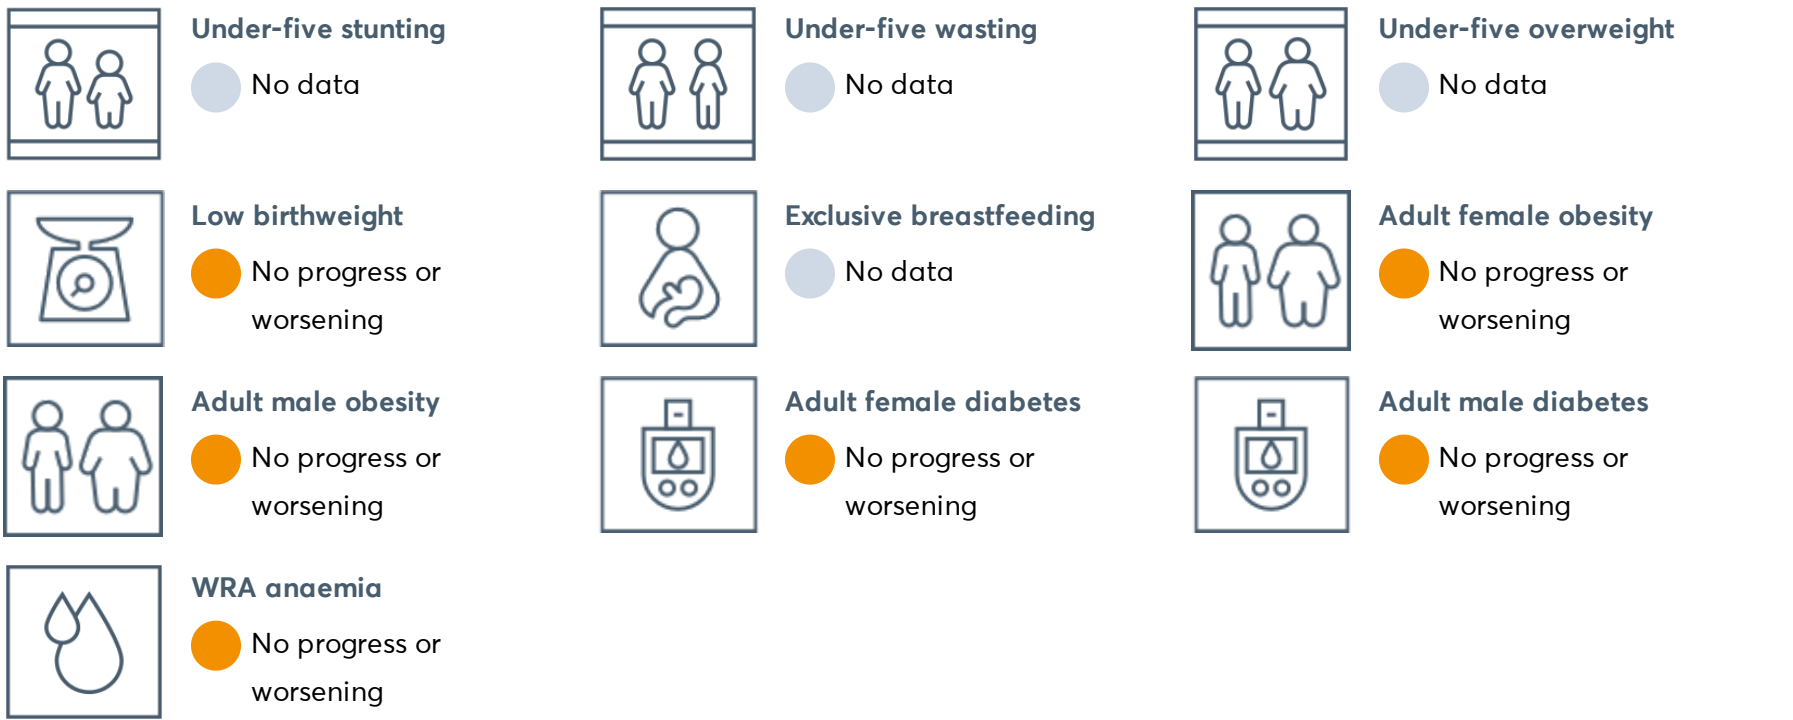 Under-five stunting
No data
Under-five wasting
No data
Under-five overweight
No data
Low birthweight
No progress or
worsening
Exclusive breastfeeding
No data
Adult female obesity
No progress or
worsening
Adult male obesity
No progress or
worsening
Adult female diabetes
No progress or
worsening
Adult male diabetes
No progress or
worsening
WRA anaemia
No progress or
worsening